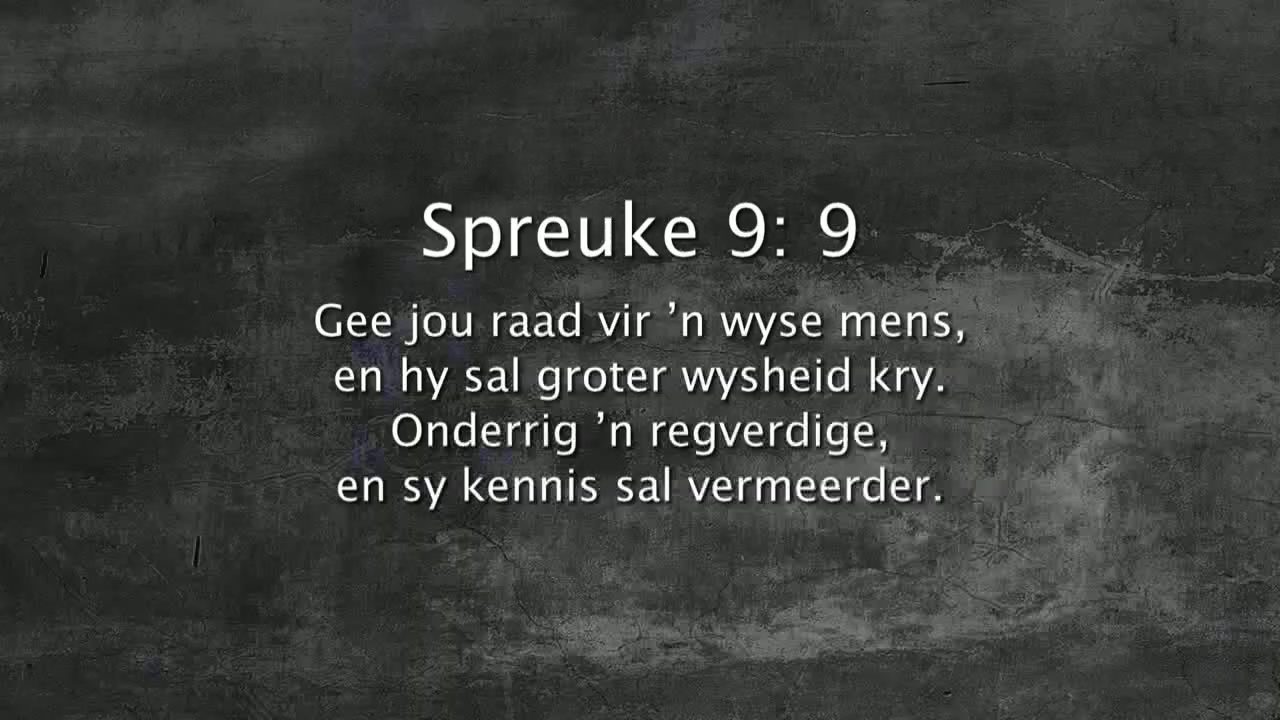 Spreuke 9: 9
Gee jou raad vir ’n wyse mens,
en hy sal groter wysheid kry.
Onderrig ’n regverdige,
en sy kennis sal vermeerder.